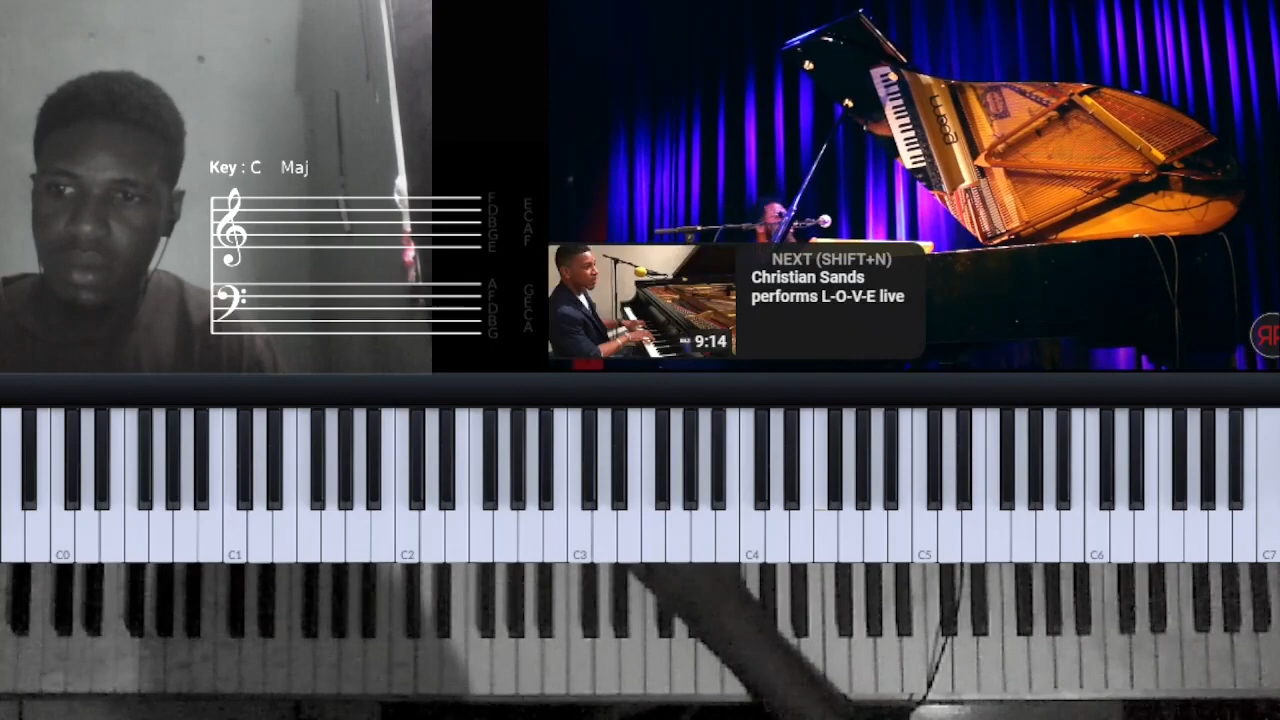 Key : C Maj
F
D
B
G
E
E
C
A
F
A
F
D
B
G
G
E
C
A
NEXT (SHIFT+N)
Christian Sands
performs L-O-V-E live
9:14
C0 C1 C2 C3 C4 C5 C6 C7